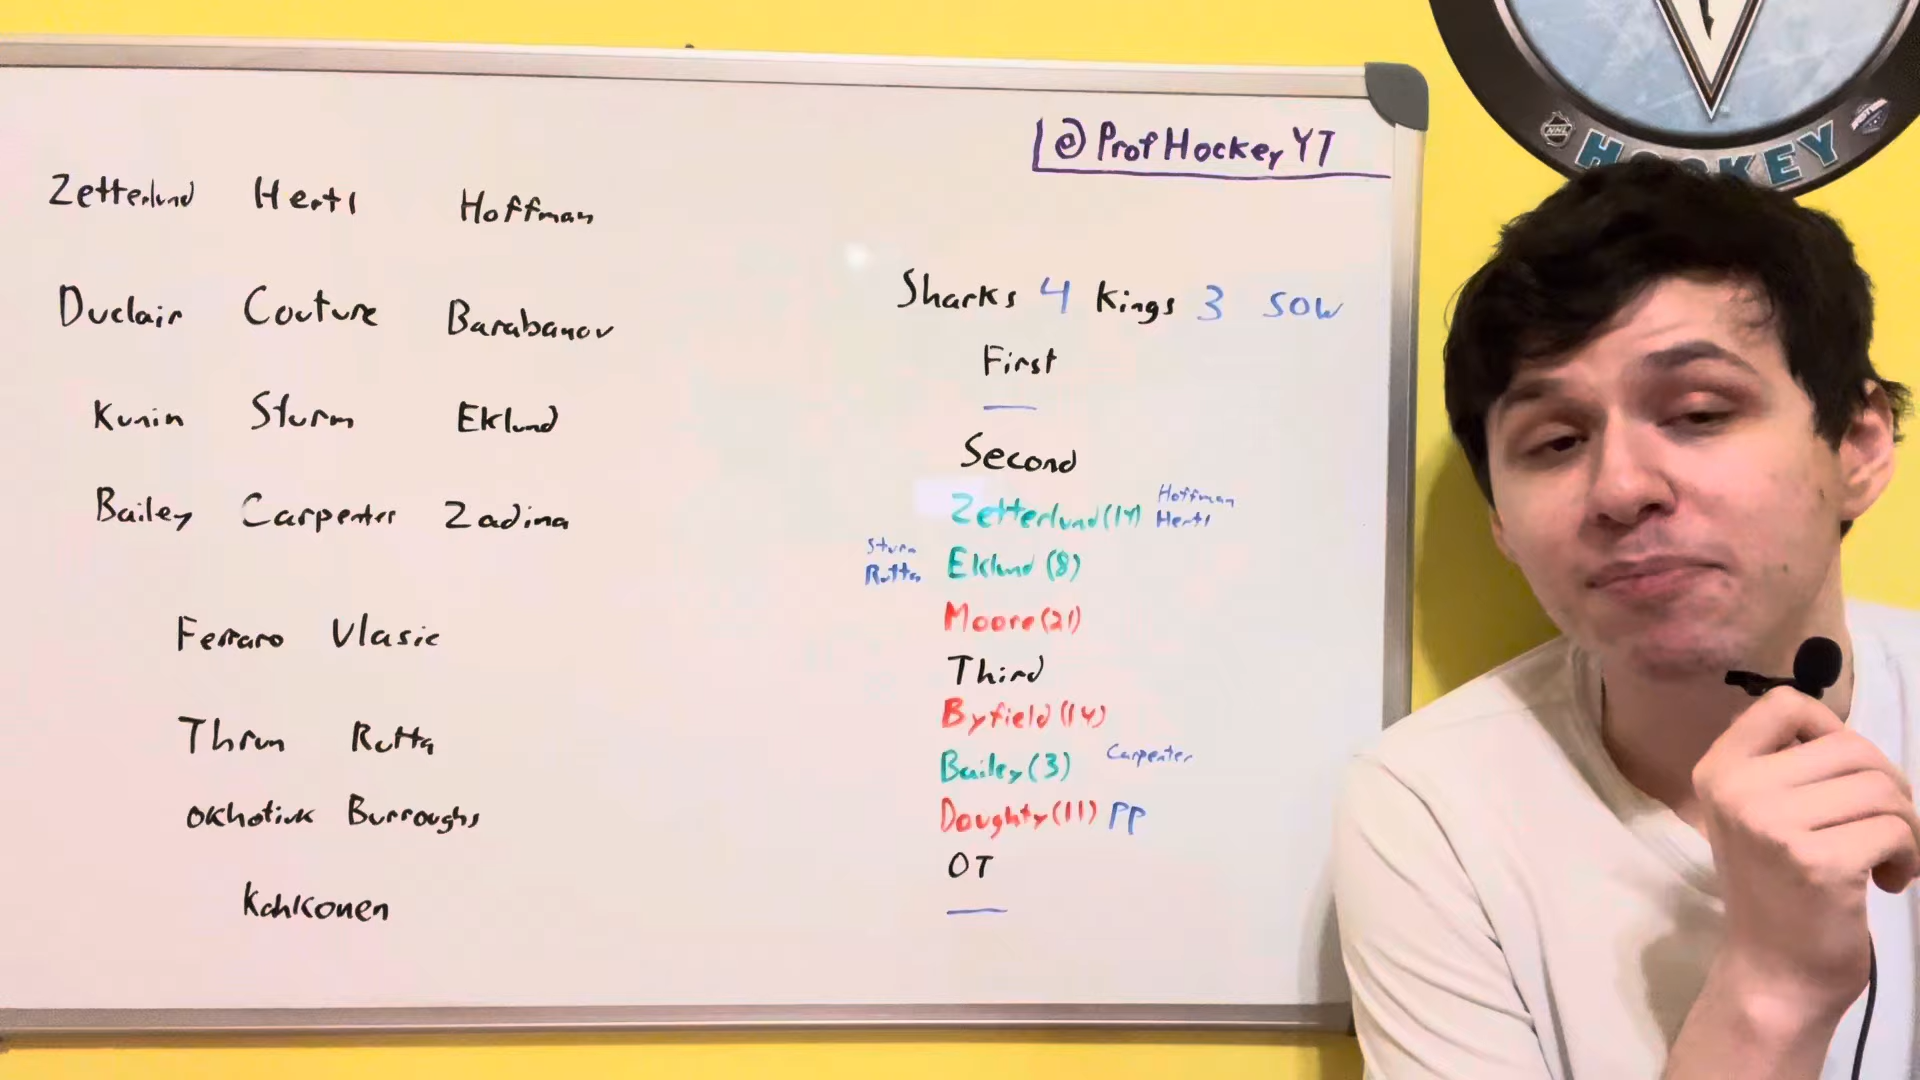 HOCKEY
NHL
@ProfHockeyYT
Zetterlund Hertl Hoffman
Duclair Couture Barabanov
Kunin Sturm Eklund
Bailey Carpenter Zadina
Ferraro Vlasic
Thrun Rutta
Okhotiuk Burroughs
Kahkonen
Sharks 4 Kings 3 SOW
First
—
Second
Zetterlund (14) Hoffman
Hertl
Sturm
Rutta Eklund (8)
Moore (21)
Third
Byfield (14)
Bailey (3) Carpenter
Doughty (11) PP
OT
—